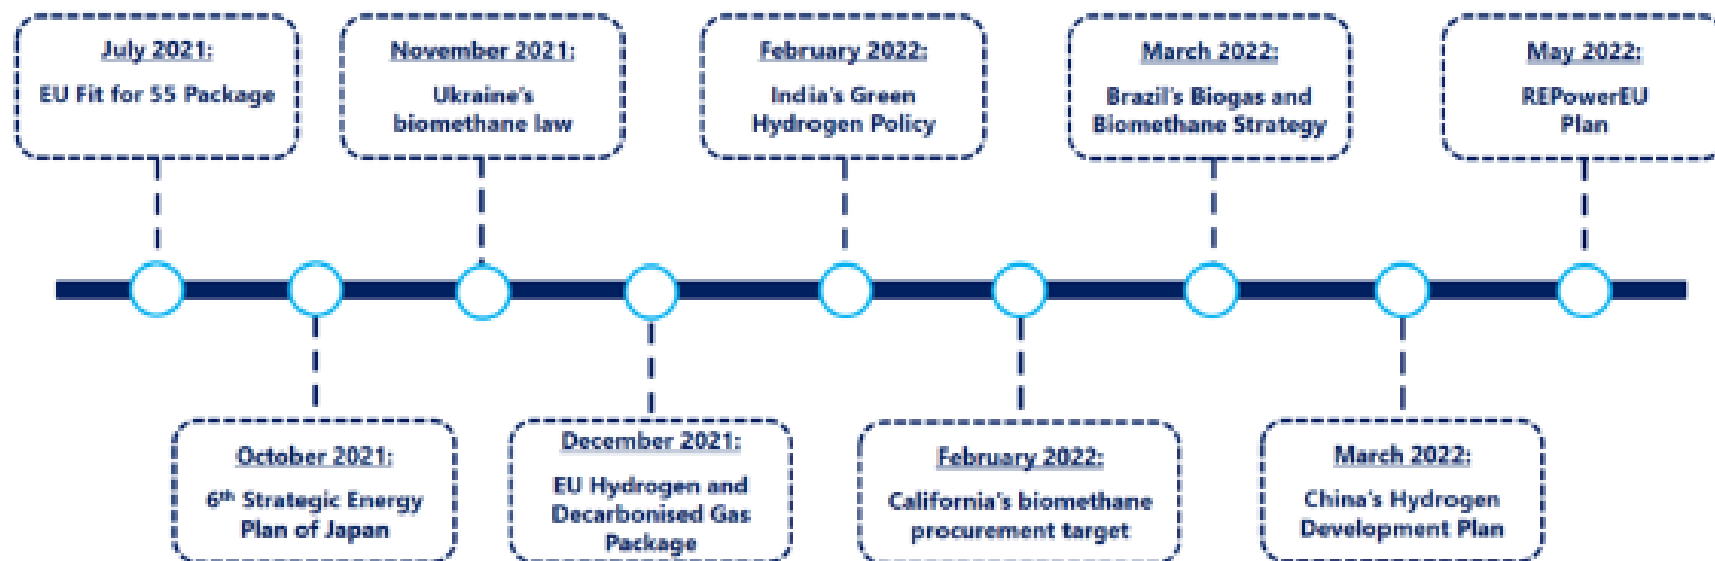 July 2021:
EU Fit for 55 Package
November 2021:
Ukraine's
biomethane law
February 2022:
India's Green
Hydrogen Policy
March 2022:
Brazil's Biogas and
Biomethane Strategy
May 2022:
REPowerEU
Plan
October 2021:
6th Strategic Energy
Plan of Japan
December 2021:
EU Hydrogen and
Decarbonised Gas
Package
February 2022:
California's biomethane
procurement target
March 2022:
China's Hydrogen
Development Plan